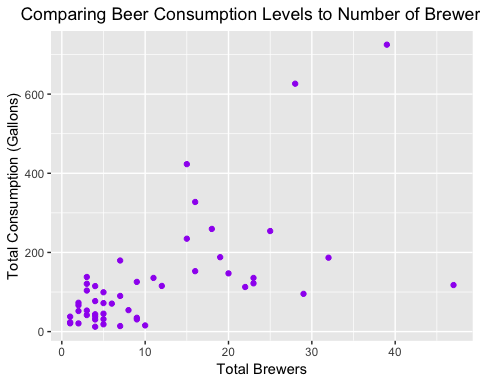 Comparing Beer Consumption Levels to Number of Brewer
Total Consumption (Gallons)
600
400
200
0
0 10 20 30 40
Total Brewers